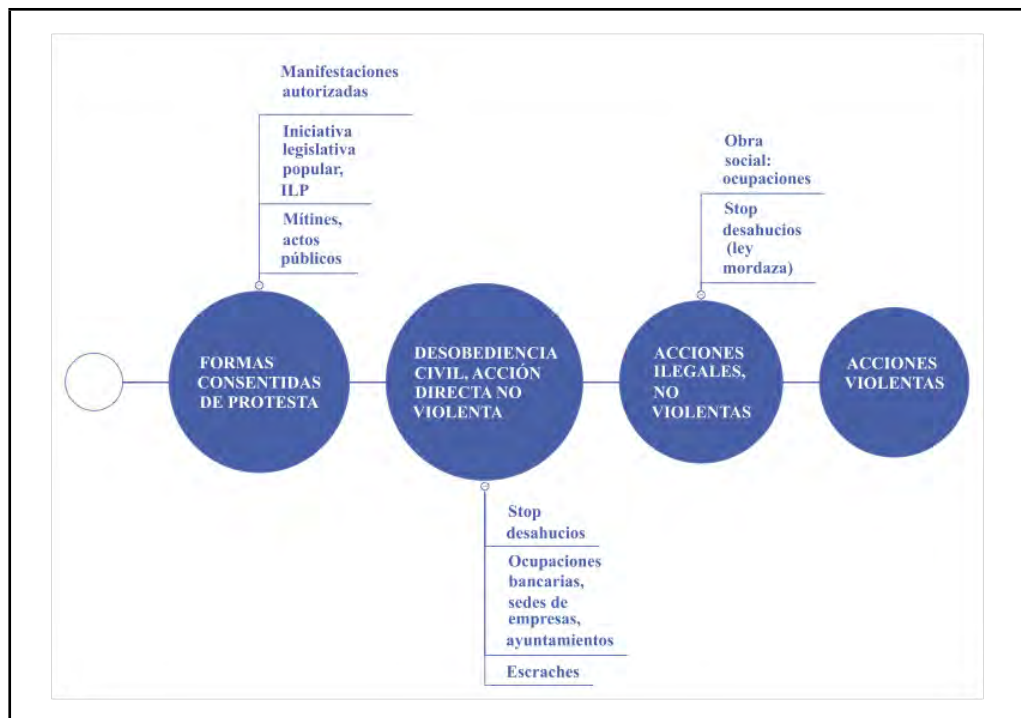 Manifestaciones
autorizadas
Iniciativa
legislativa
popular,
ILP
Mítines,
actos
públicos
Obra
social:
ocupaciones
Stop
desahucios
(ley
mordaza)
FORMAS
CONSENTIDAS
DE PROTESTA
DESOBEDIENCIA
CIVIL, ACCIÓN
DIRECTA NO
VIOLENTA
ACCIONES
ILEGALES,
NO
VIOLENTAS
ACCIONES
VIOLENTAS
Stop
desahucios
Ocupaciones
bancarias,
sedes de
empresas,
ayuntamientos
Escraches